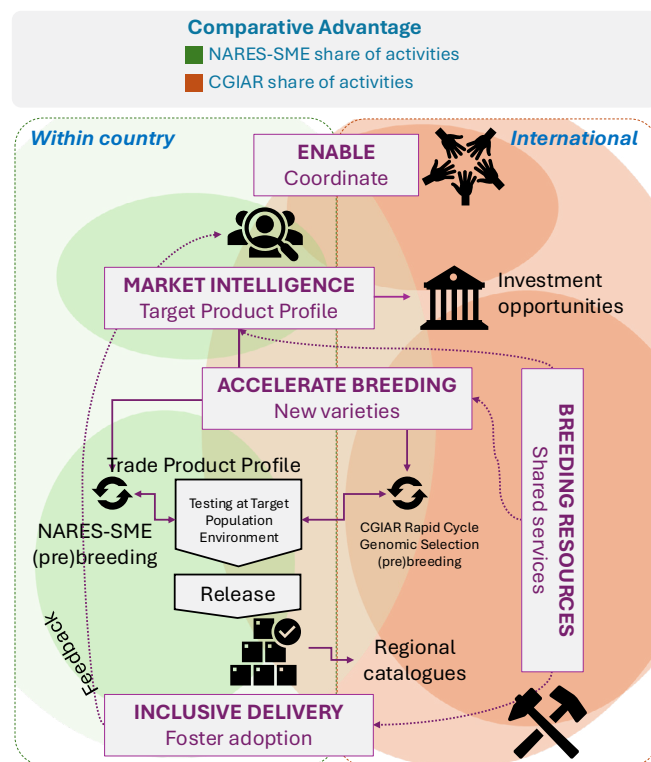 Comparative Advantage
NARES-SME share of activities
CGIAR share of activities
Within country
International
ENABLE
Coordinate
MARKET INTELLIGENCE
Target Product Profile
Investment
opportunities
ACCELERATE BREEDING
New varieties
BREEDING RESOURCES
Shared services
Trade Product Profile
Testing at Target
Population
Environment
NARES-SME
(pre)breeding
CGIAR Rapid Cycle
Genomic Selection
(pre)breeding
Release
Feedback
Regional
catalogues
INCLUSIVE DELIVERY
Foster adoption